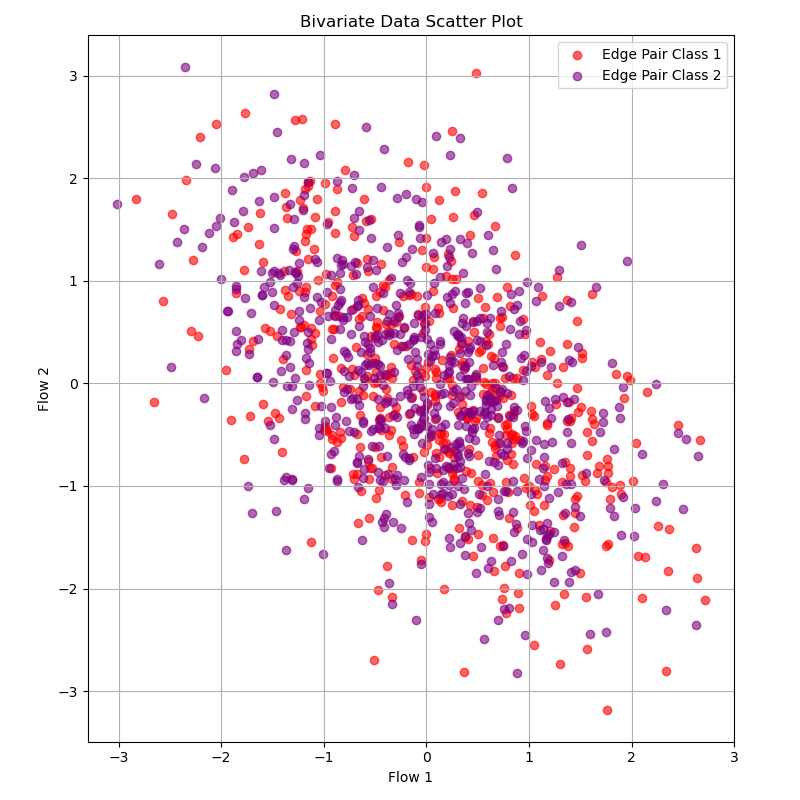 Bivariate Data Scatter Plot
Edge Pair Class 1
Edge Pair Class 2
3
2
1
0
−1
−2
−3
Flow 2
−3 −2 −1 0 1 2 3
Flow 1